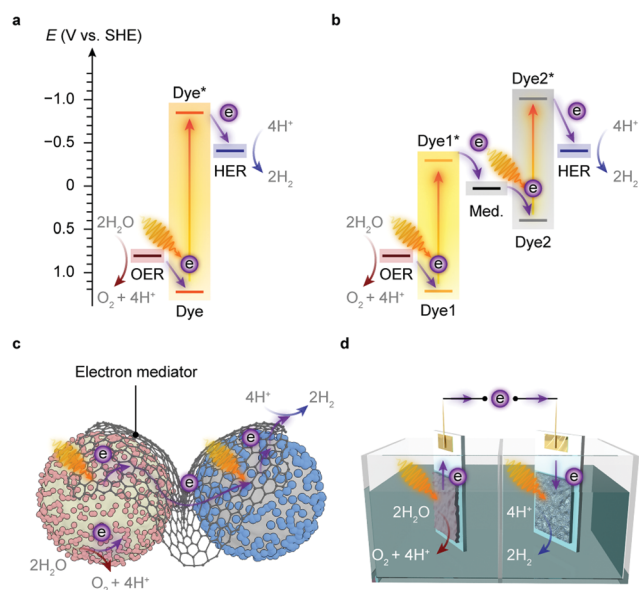 a
E (V vs. SHE)
−1.0
−0.5
0
0.5
1.0
Dye*
e
4H⁺
HER
2H₂
2H₂O
OER
e
O₂ + 4H⁺
Dye
b
Dye2*
e
4H⁺
Dye1*
e
HER
2H₂
e
Med.
2H₂O
Dye2
OER
e
O₂ + 4H⁺
Dye1
c
Electron mediator
4H⁺
2H₂
e
e
e
e
2H₂O
O₂ + 4H⁺
d
e
e
e
2H₂O
4H⁺
O₂ + 4H⁺
2H₂